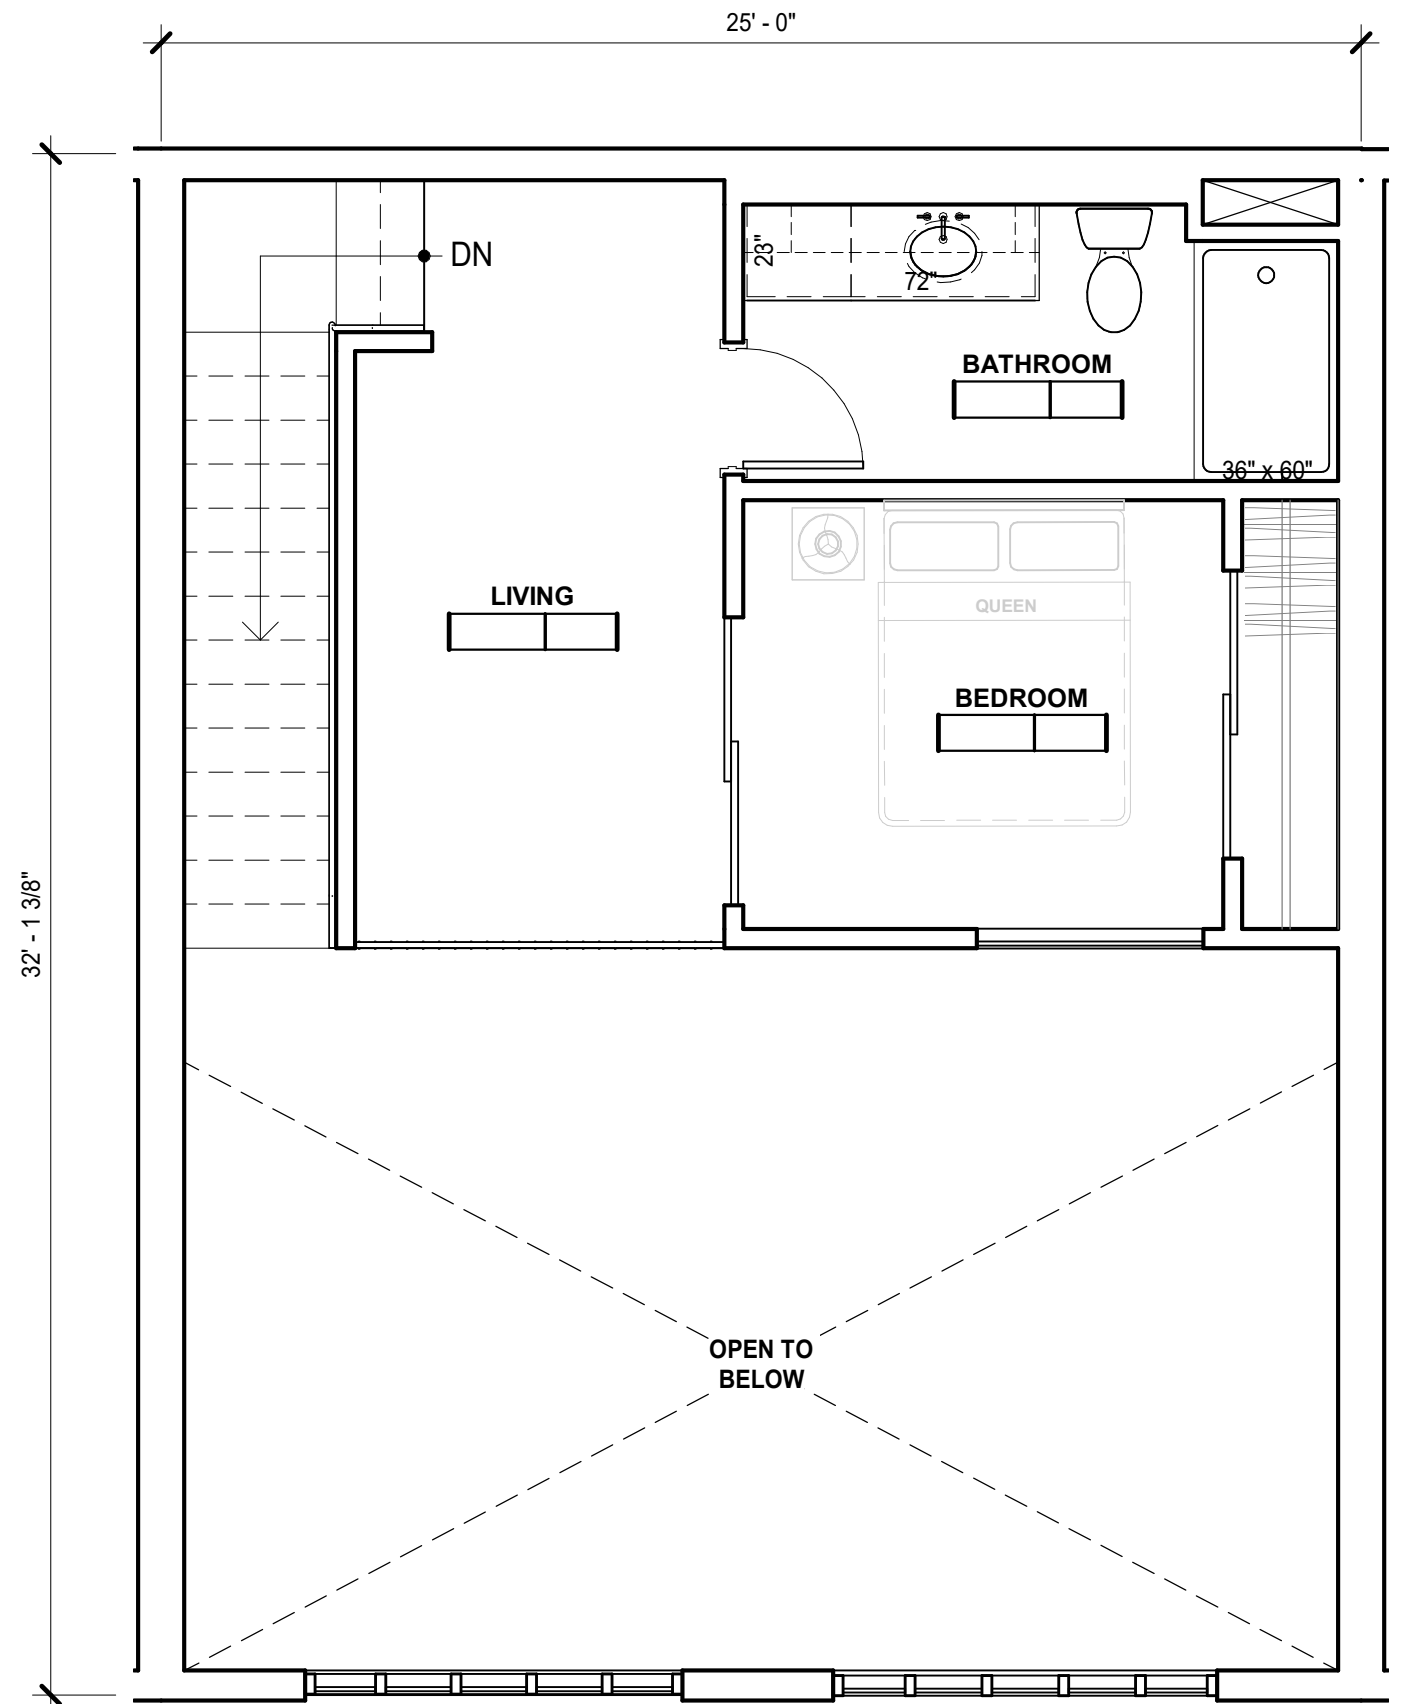 25' - 0"
DN
23"
72"
BATHROOM
36" x 60"
LIVING
QUEEN
BEDROOM
32' - 1 3/8"
OPEN TO
BELOW